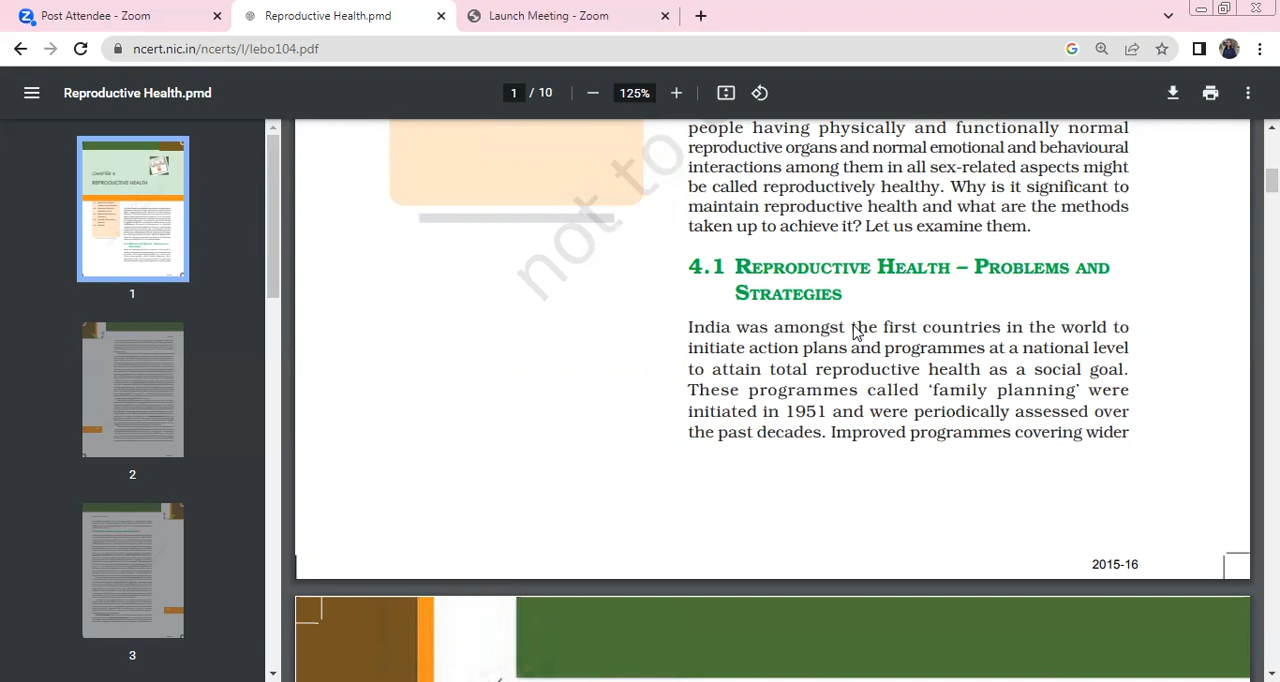 Post Attendee - Zoom
Reproductive Health.pmd
Launch Meeting - Zoom
ncert.nic.in/ncerts/l/lebo104.pdf
Reproductive Health.pmd
1 / 10
125%
REPRODUCTIVE HEALTH
1
2
3
not to
people having physically and functionally normal
reproductive organs and normal emotional and behavioural
interactions among them in all sex-related aspects might
be called reproductively healthy. Why is it significant to
maintain reproductive health and what are the methods
taken up to achieve it? Let us examine them.
4.1 REPRODUCTIVE HEALTH – PROBLEMS AND
STRATEGIES
India was amongst the first countries in the world to
initiate action plans and programmes at a national level
to attain total reproductive health as a social goal.
These programmes called ‘family planning’ were
initiated in 1951 and were periodically assessed over
the past decades. Improved programmes covering wider
2015-16